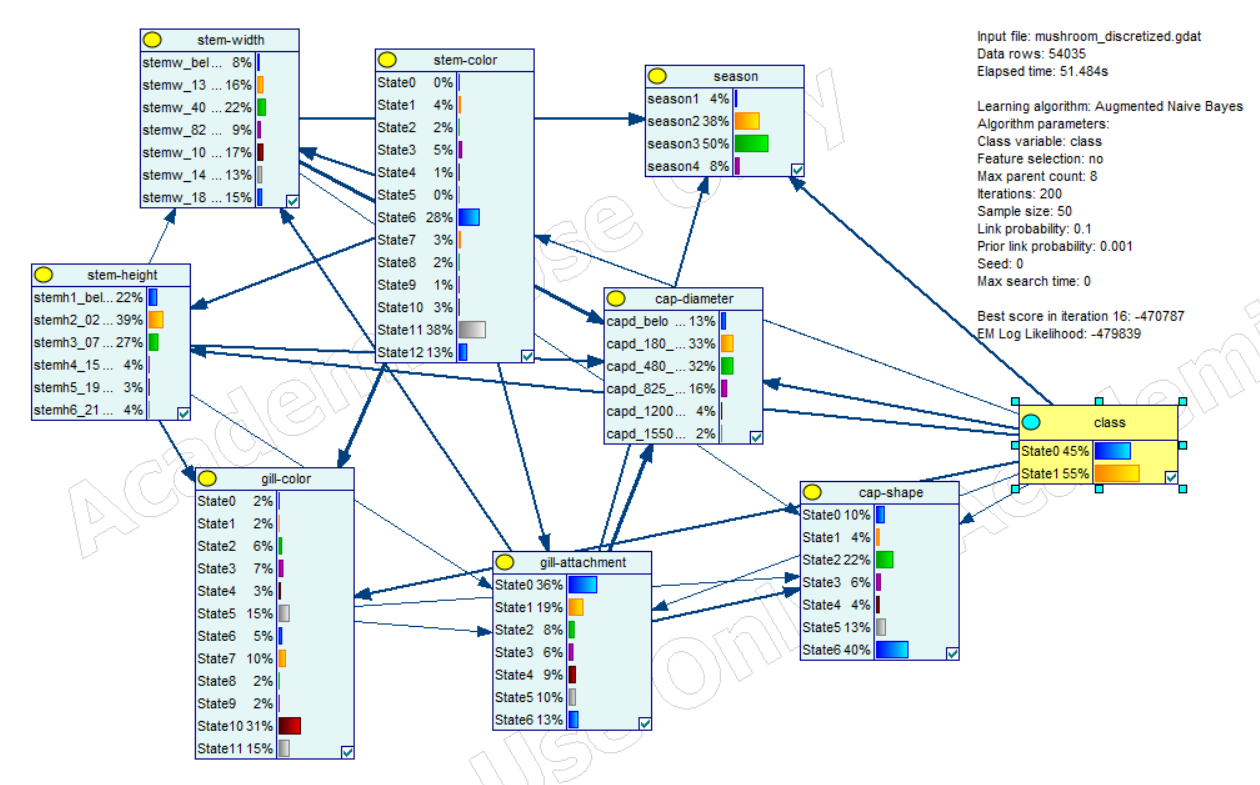 stem-width
stemw_bel ... 8%
stemw_13 ... 16%
stemw_40 ... 22%
stemw_82 ... 9%
stemw_10 ... 17%
stemw_14 ... 13%
stemw_18 ... 15%
stem-color
State0 0%
State1 4%
State2 2%
State3 5%
State4 1%
State5 0%
State6 28%
State7 3%
State8 2%
State9 1%
State10 3%
State11 38%
State12 13%
season
season1 4%
season2 38%
season3 50%
season4 8%
Input file: mushroom_discretized.gdat
Data rows: 54035
Elapsed time: 51.484s
Learning algorithm: Augmented Naive Bayes
Algorithm parameters:
Class variable: class
Feature selection: no
Max parent count: 8
Iterations: 200
Sample size: 50
Link probability: 0.1
Prior link probability: 0.001
Seed: 0
Max search time: 0
Best score in iteration 16: -470787
EM Log Likelihood: -479839
stem-height
stemh1_bel... 22%
stemh2_02 ... 39%
stemh3_07 ... 27%
stemh4_15 ... 4%
stemh5_19 ... 3%
stemh6_21 ... 4%
cap-diameter
capd_belo ... 13%
capd_180_... 33%
capd_480_... 32%
capd_825_... 16%
capd_1200... 4%
capd_1550... 2%
class
State0 45%
State1 55%
gill-color
State0 2%
State1 2%
State2 6%
State3 7%
State4 3%
State5 15%
State6 5%
State7 10%
State8 2%
State9 2%
State10 31%
State11 15%
gill-attachment
State0 36%
State1 19%
State2 8%
State3 6%
State4 9%
State5 10%
State6 13%
cap-shape
State0 10%
State1 4%
State2 22%
State3 6%
State4 4%
State5 13%
State6 40%
Academi
Use Only
Academi
Use Only